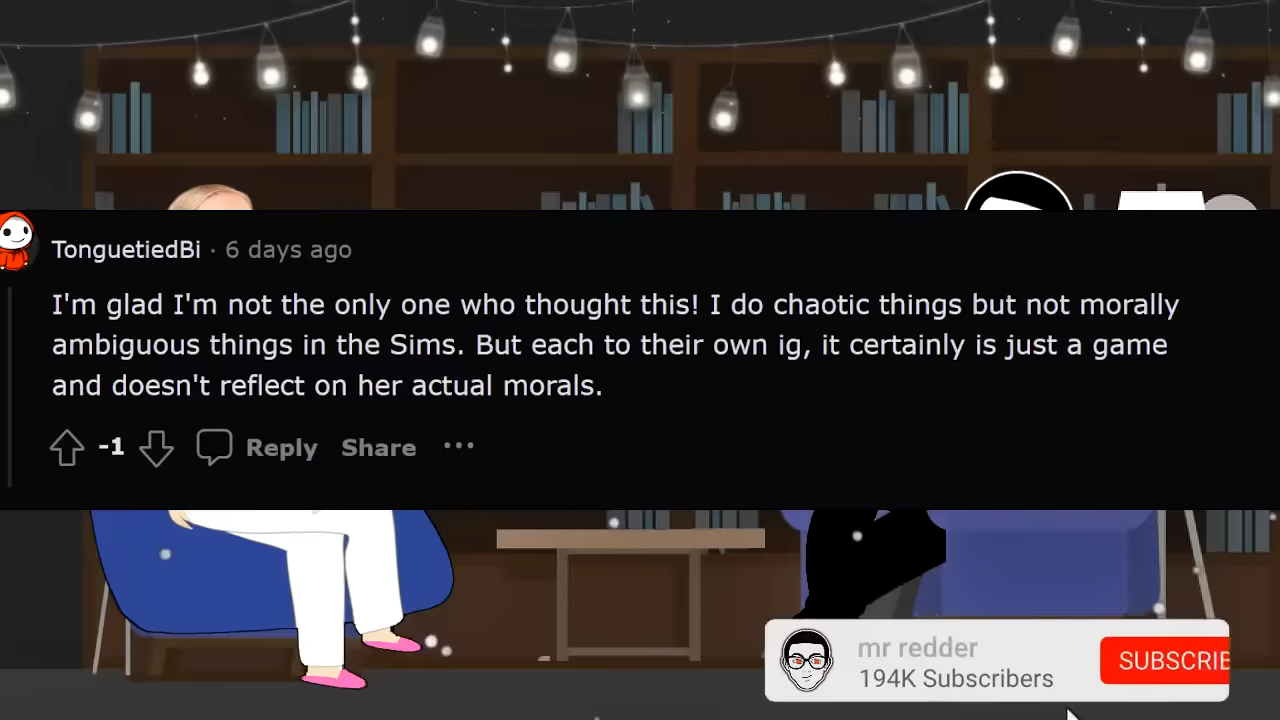 TonguetiedBi · 6 days ago
I'm glad I'm not the only one who thought this! I do chaotic things but not morally
ambiguous things in the Sims. But each to their own ig, it certainly is just a game
and doesn't reflect on her actual morals.
-1 Reply Share ···
mr redder
194K Subscribers
SUBSCRIB